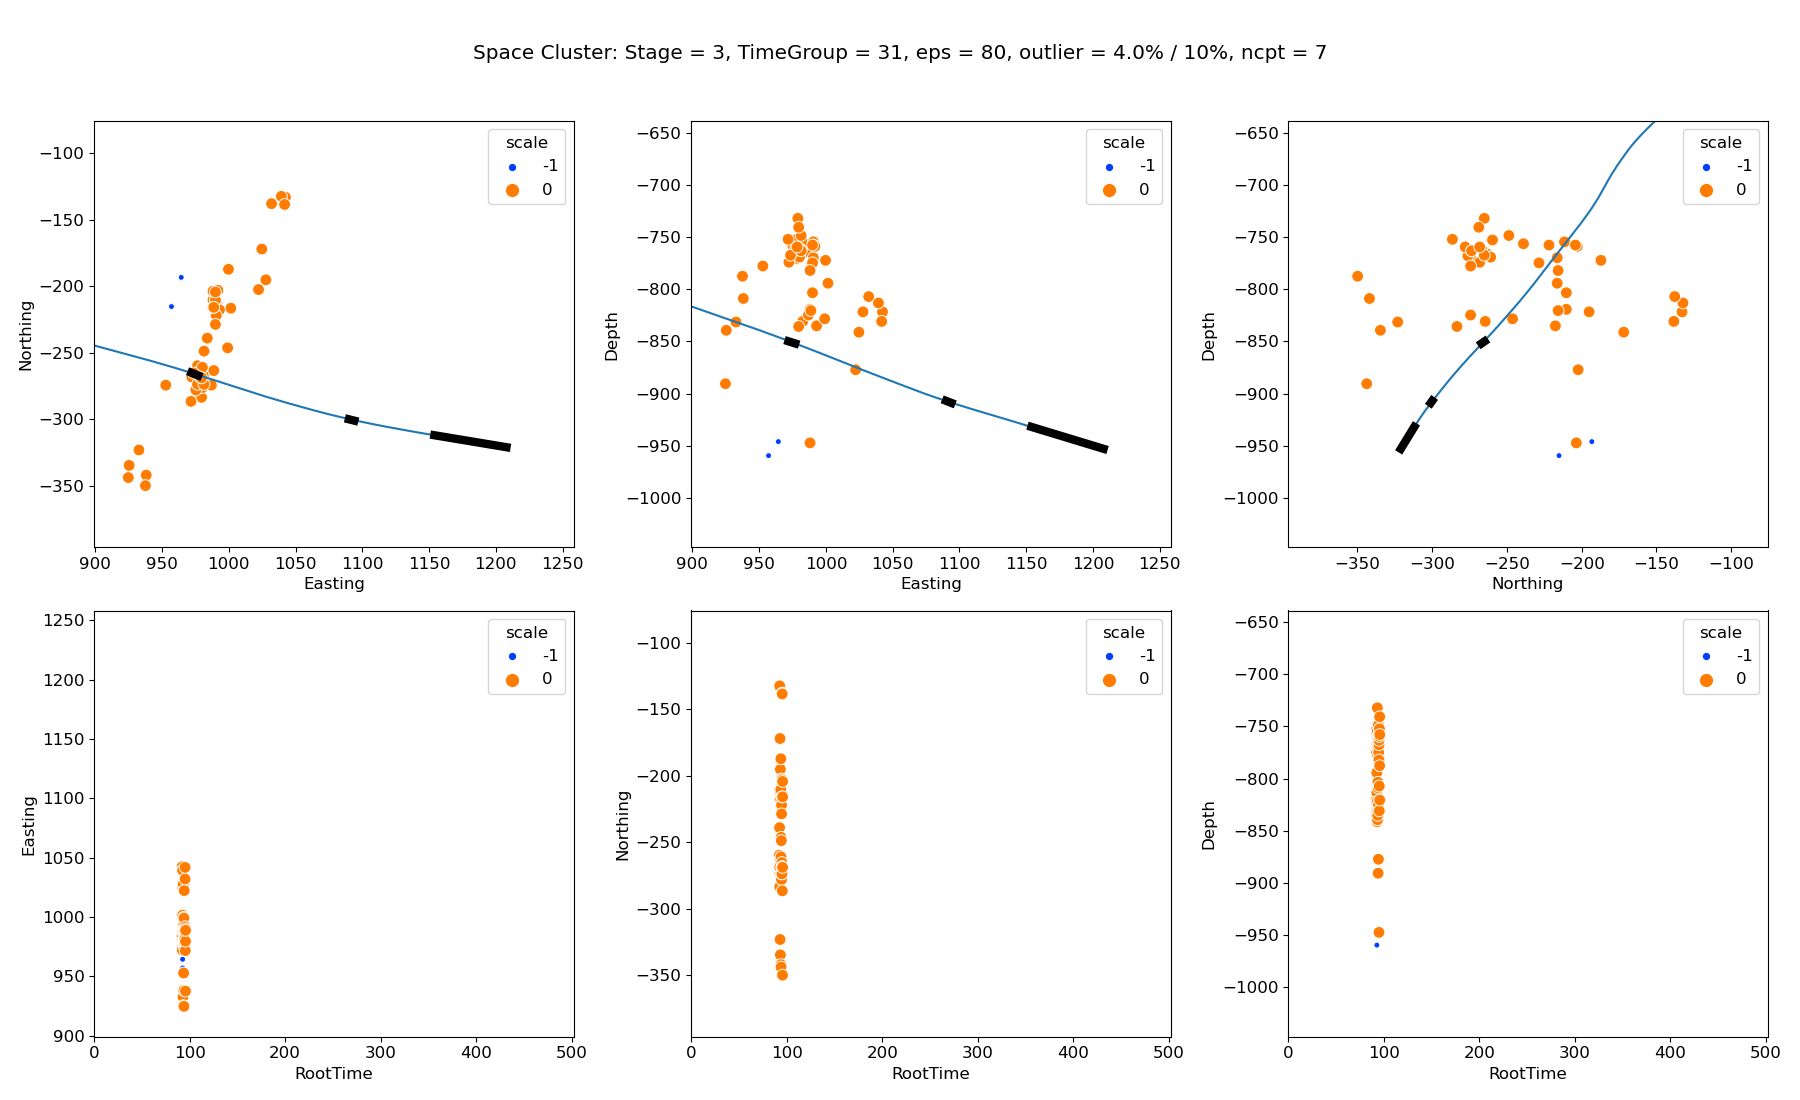 Space Cluster: Stage = 3, TimeGroup = 31, eps = 80, outlier = 4.0% / 10%, ncpt = 7
scale
-1
0
−100
−150
−200
−250
−300
−350
Northing
900 950 1000 1050 1100 1150 1200 1250
Easting
scale
-1
0
−650
−700
−750
−800
−850
−900
−950
−1000
Depth
900 950 1000 1050 1100 1150 1200 1250
Easting
scale
-1
0
−650
−700
−750
−800
−850
−900
−950
−1000
Depth
−350 −300 −250 −200 −150 −100
Northing
scale
-1
0
1250
1200
1150
1100
1050
1000
950
900
Easting
0 100 200 300 400 500
RootTime
scale
-1
0
−100
−150
−200
−250
−300
−350
Northing
0 100 200 300 400 500
RootTime
scale
-1
0
−650
−700
−750
−800
−850
−900
−950
−1000
Depth
0 100 200 300 400 500
RootTime